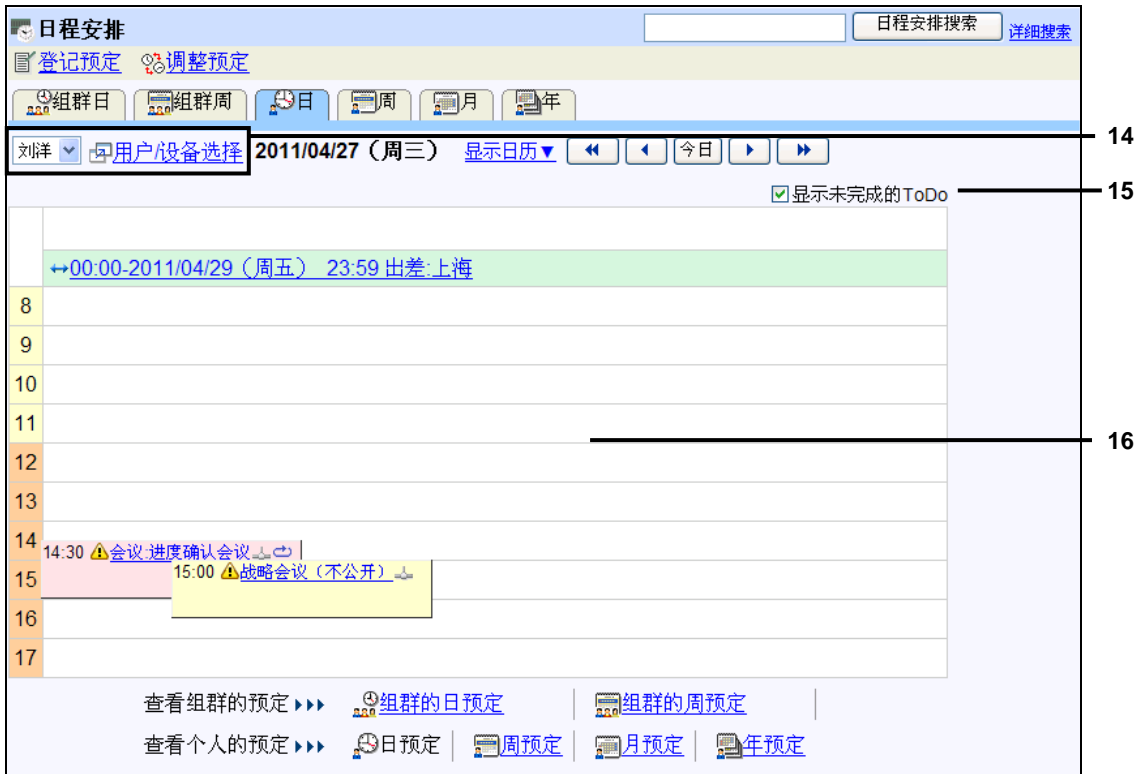 日程安排 日程安排搜索 详细搜索
登记预定 调整预定
组群日 组群周 日 周 月 年
刘洋 用户/设备选择 2011/04/27（周三） 显示日历▼ 今日 14
显示未完成的ToDo 15
↔00:00-2011/04/29（周五） 23:59 出差:上海
8
9
10
11
16
12
13
14
14:30 会议:进度确认会议
15:00 战略会议（不公开）
15
16
17
查看组群的预定 组群的日预定 组群的周预定
查看个人的预定 日预定 周预定 月预定 年预定